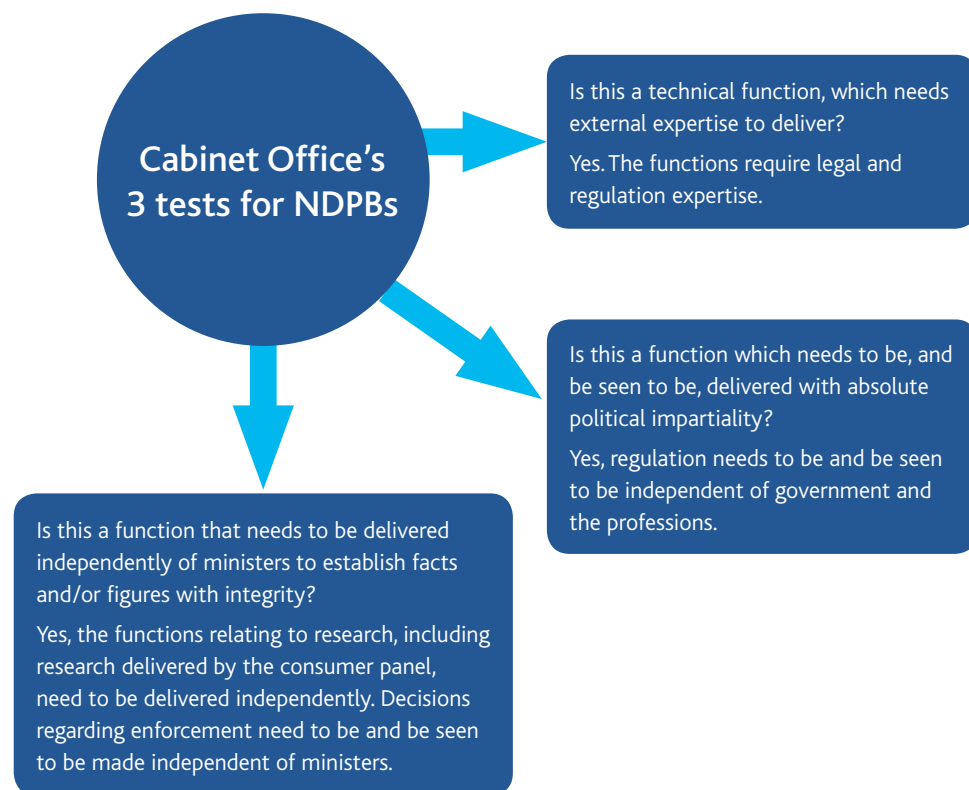 Cabinet Office's
3 tests for NDPBs
Is this a technical function, which needs
external expertise to deliver?
Yes. The functions require legal and
regulation expertise.
Is this a function which needs to be, and
be seen to be, delivered with absolute
political impartiality?
Yes, regulation needs to be and be seen
to be independent of government and
the professions.
Is this a function that needs to be delivered
independently of ministers to establish facts
and/or figures with integrity?
Yes, the functions relating to research, including
research delivered by the consumer panel,
need to be delivered independently. Decisions
regarding enforcement need to be and be seen
to be made independent of ministers.